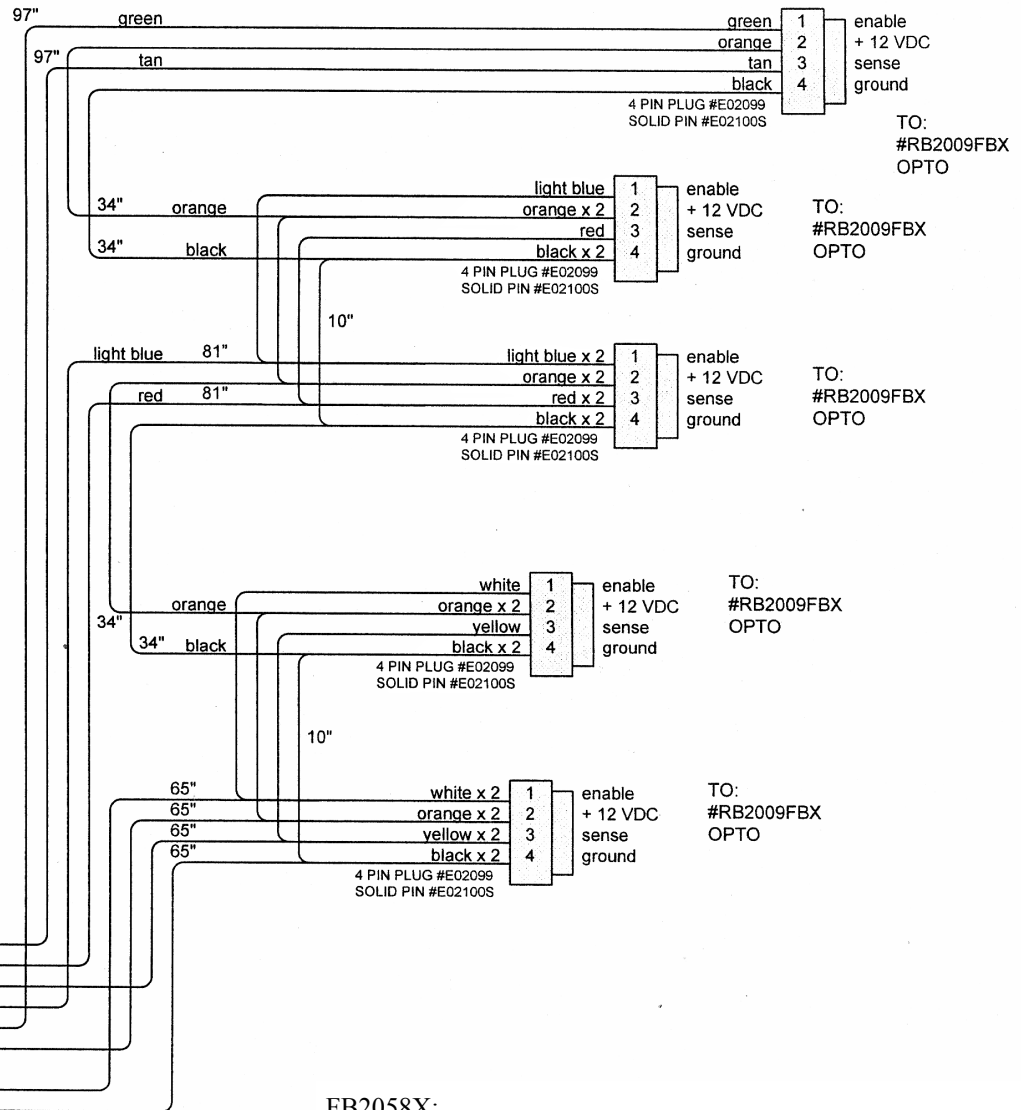 97" green green 1 enable
orange 2 + 12 VDC
97" tan tan 3 sense
black 4 ground
4 PIN PLUG #E02099
SOLID PIN #E02100S
TO:
#RB2009FBX
OPTO
light blue 1 enable
34" orange orange x 2 2 + 12 VDC
red 3 sense
34" black black x 2 4 ground
TO:
#RB2009FBX
OPTO
4 PIN PLUG #E02099
SOLID PIN #E02100S
10"
light blue 81" light blue x 2 1 enable
orange x 2 2 + 12 VDC
red 81" red x 2 3 sense
black x 2 4 ground
TO:
#RB2009FBX
OPTO
4 PIN PLUG #E02099
SOLID PIN #E02100S
white 1 enable
34" orange orange x 2 2 + 12 VDC
yellow 3 sense
34" black black x 2 4 ground
TO:
#RB2009FBX
OPTO
4 PIN PLUG #E02099
SOLID PIN #E02100S
10"
65" white x 2 1 enable
65" orange x 2 2 + 12 VDC
65" yellow x 2 3 sense
65" black x 2 4 ground
TO:
#RB2009FBX
OPTO
4 PIN PLUG #E02099
SOLID PIN #E02100S
FB2058X: